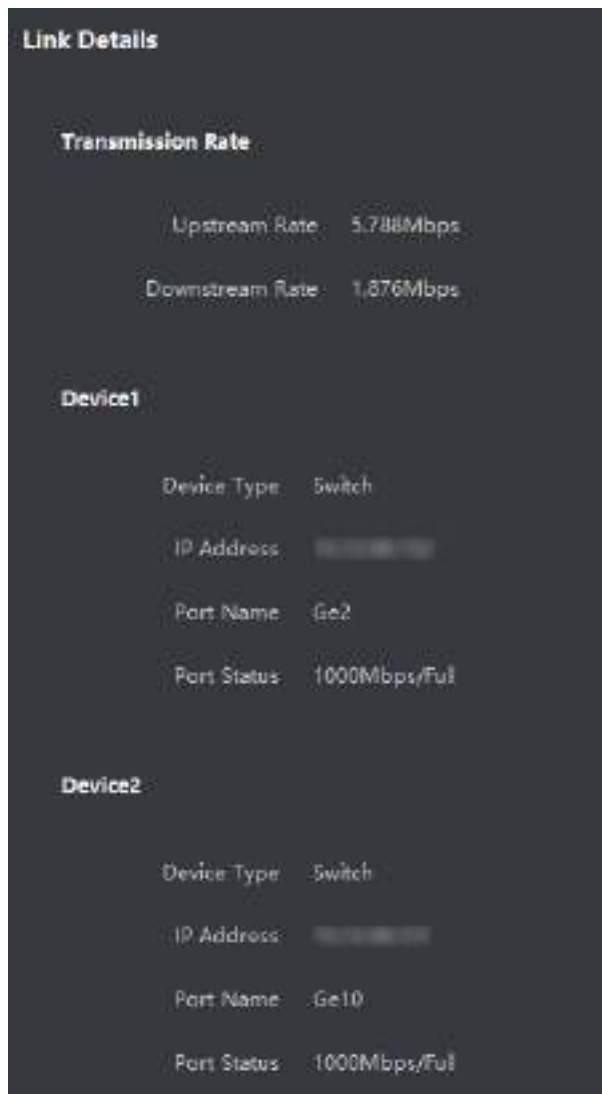 Link Details
Transmission Rate
Upstream Rate 5.788Mbps
Downstream Rate 1.876Mbps
Device1
Device Type Switch
IP Address
Port Name Ge2
Port Status 1000Mbps/Full
Device2
Device Type Switch
IP Address
Port Name Ge10
Port Status 1000Mbps/Full